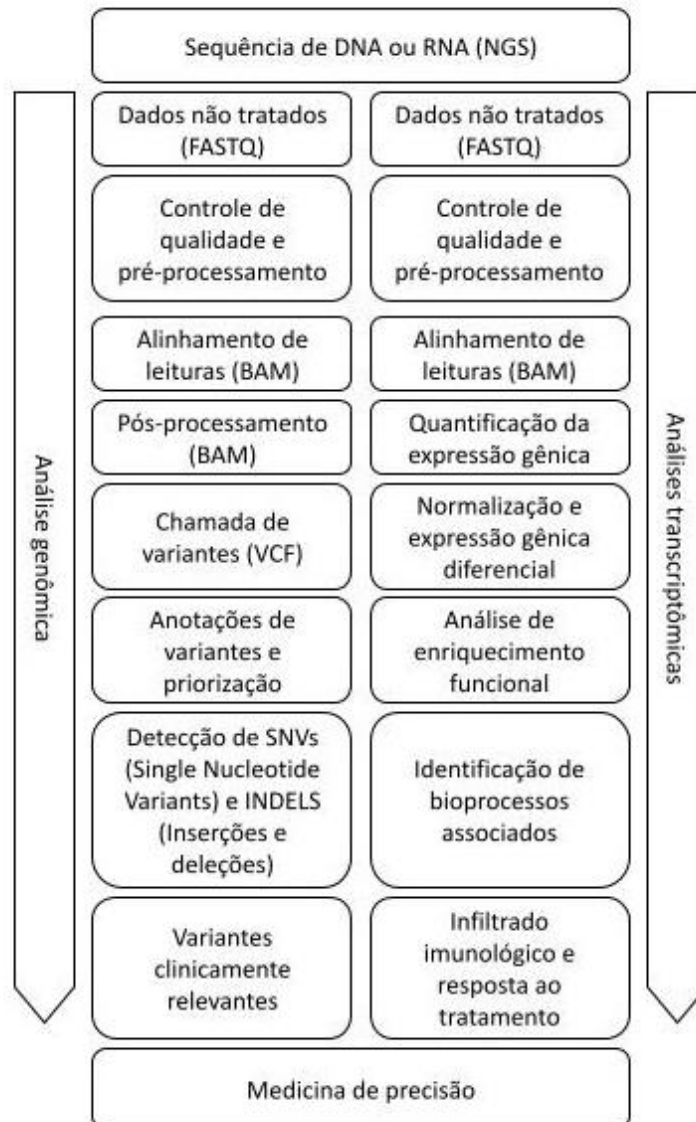 Sequência de DNA ou RNA (NGS)
Dados não tratados
(FASTQ)
Dados não tratados
(FASTQ)
Controle de
qualidade e
pré-processamento
Controle de
qualidade e
pré-processamento
Alinhamento de
leituras (BAM)
Alinhamento de
leituras (BAM)
Pós-processamento
(BAM)
Quantificação da
expressão gênica
Chamada de
variantes (VCF)
Normalização e
expressão gênica
diferencial
Anotações de
variantes e
priorização
Análise de
enriquecimento
funcional
Detecção de SNVs
(Single Nucleotide
Variants) e INDELS
(Inserções e
deleções)
Identificação de
bioprocessos
associados
Variantes
clinicamente
relevantes
Infiltrado
imunológico e
resposta ao
tratamento
Medicina de precisão
Análise genômica
Análises transcriptômicas